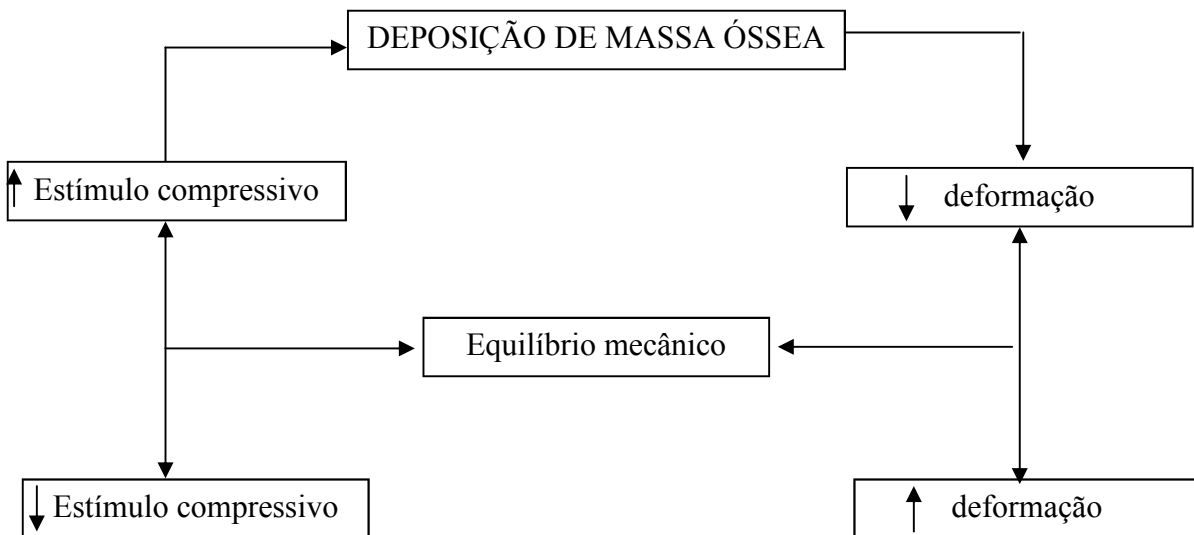 DEPOSIÇÃO DE MASSA ÓSSEA
↑ Estímulo compressivo
↓ deformação
Equilíbrio mecânico
↓ Estímulo compressivo
↑ deformação